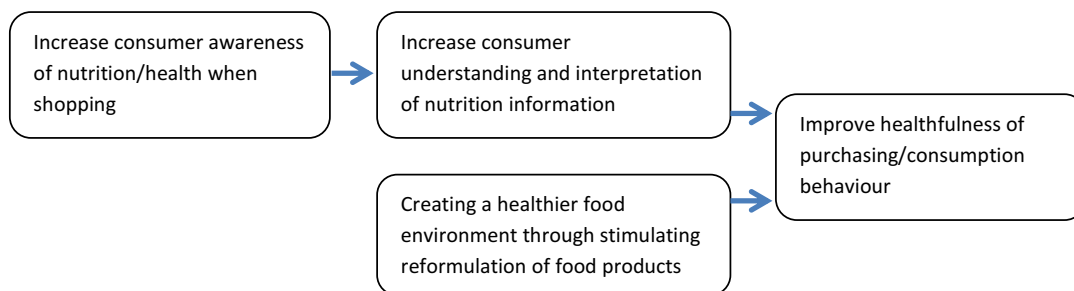 Increase consumer awareness
of nutrition/health when
shopping
Increase consumer
understanding and interpretation
of nutrition information
Improve healthfulness of
purchasing/consumption
behaviour
Creating a healthier food
environment through stimulating
reformulation of food products